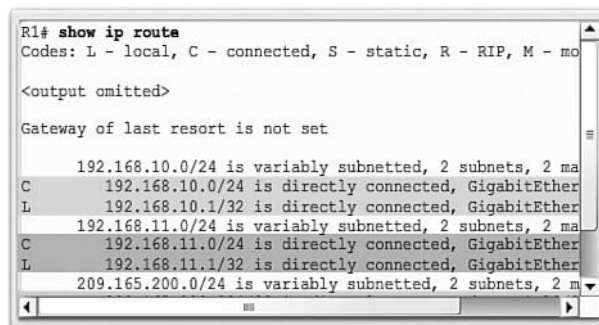 R1# show ip route
Codes: L - local, C - connected, S - static, R - RIP, M - mo
<output omitted>
Gateway of last resort is not set
192.168.10.0/24 is variably subnetted, 2 subnets, 2 ma
C 192.168.10.0/24 is directly connected, GigabitEther
L 192.168.10.1/32 is directly connected, GigabitEther
192.168.11.0/24 is variably subnetted, 2 subnets, 2 ma
C 192.168.11.0/24 is directly connected, GigabitEther
L 192.168.11.1/32 is directly connected, GigabitEther
209.165.200.0/24 is variably subnetted, 2 subnets, 2 m